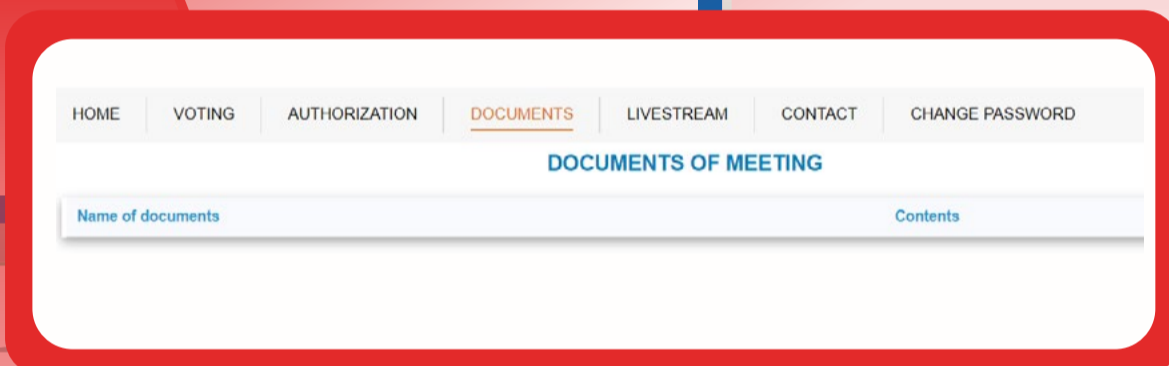 HOME VOTING AUTHORIZATION DOCUMENTS LIVESTREAM CONTACT CHANGE PASSWORD
DOCUMENTS OF MEETING
Name of documents Contents